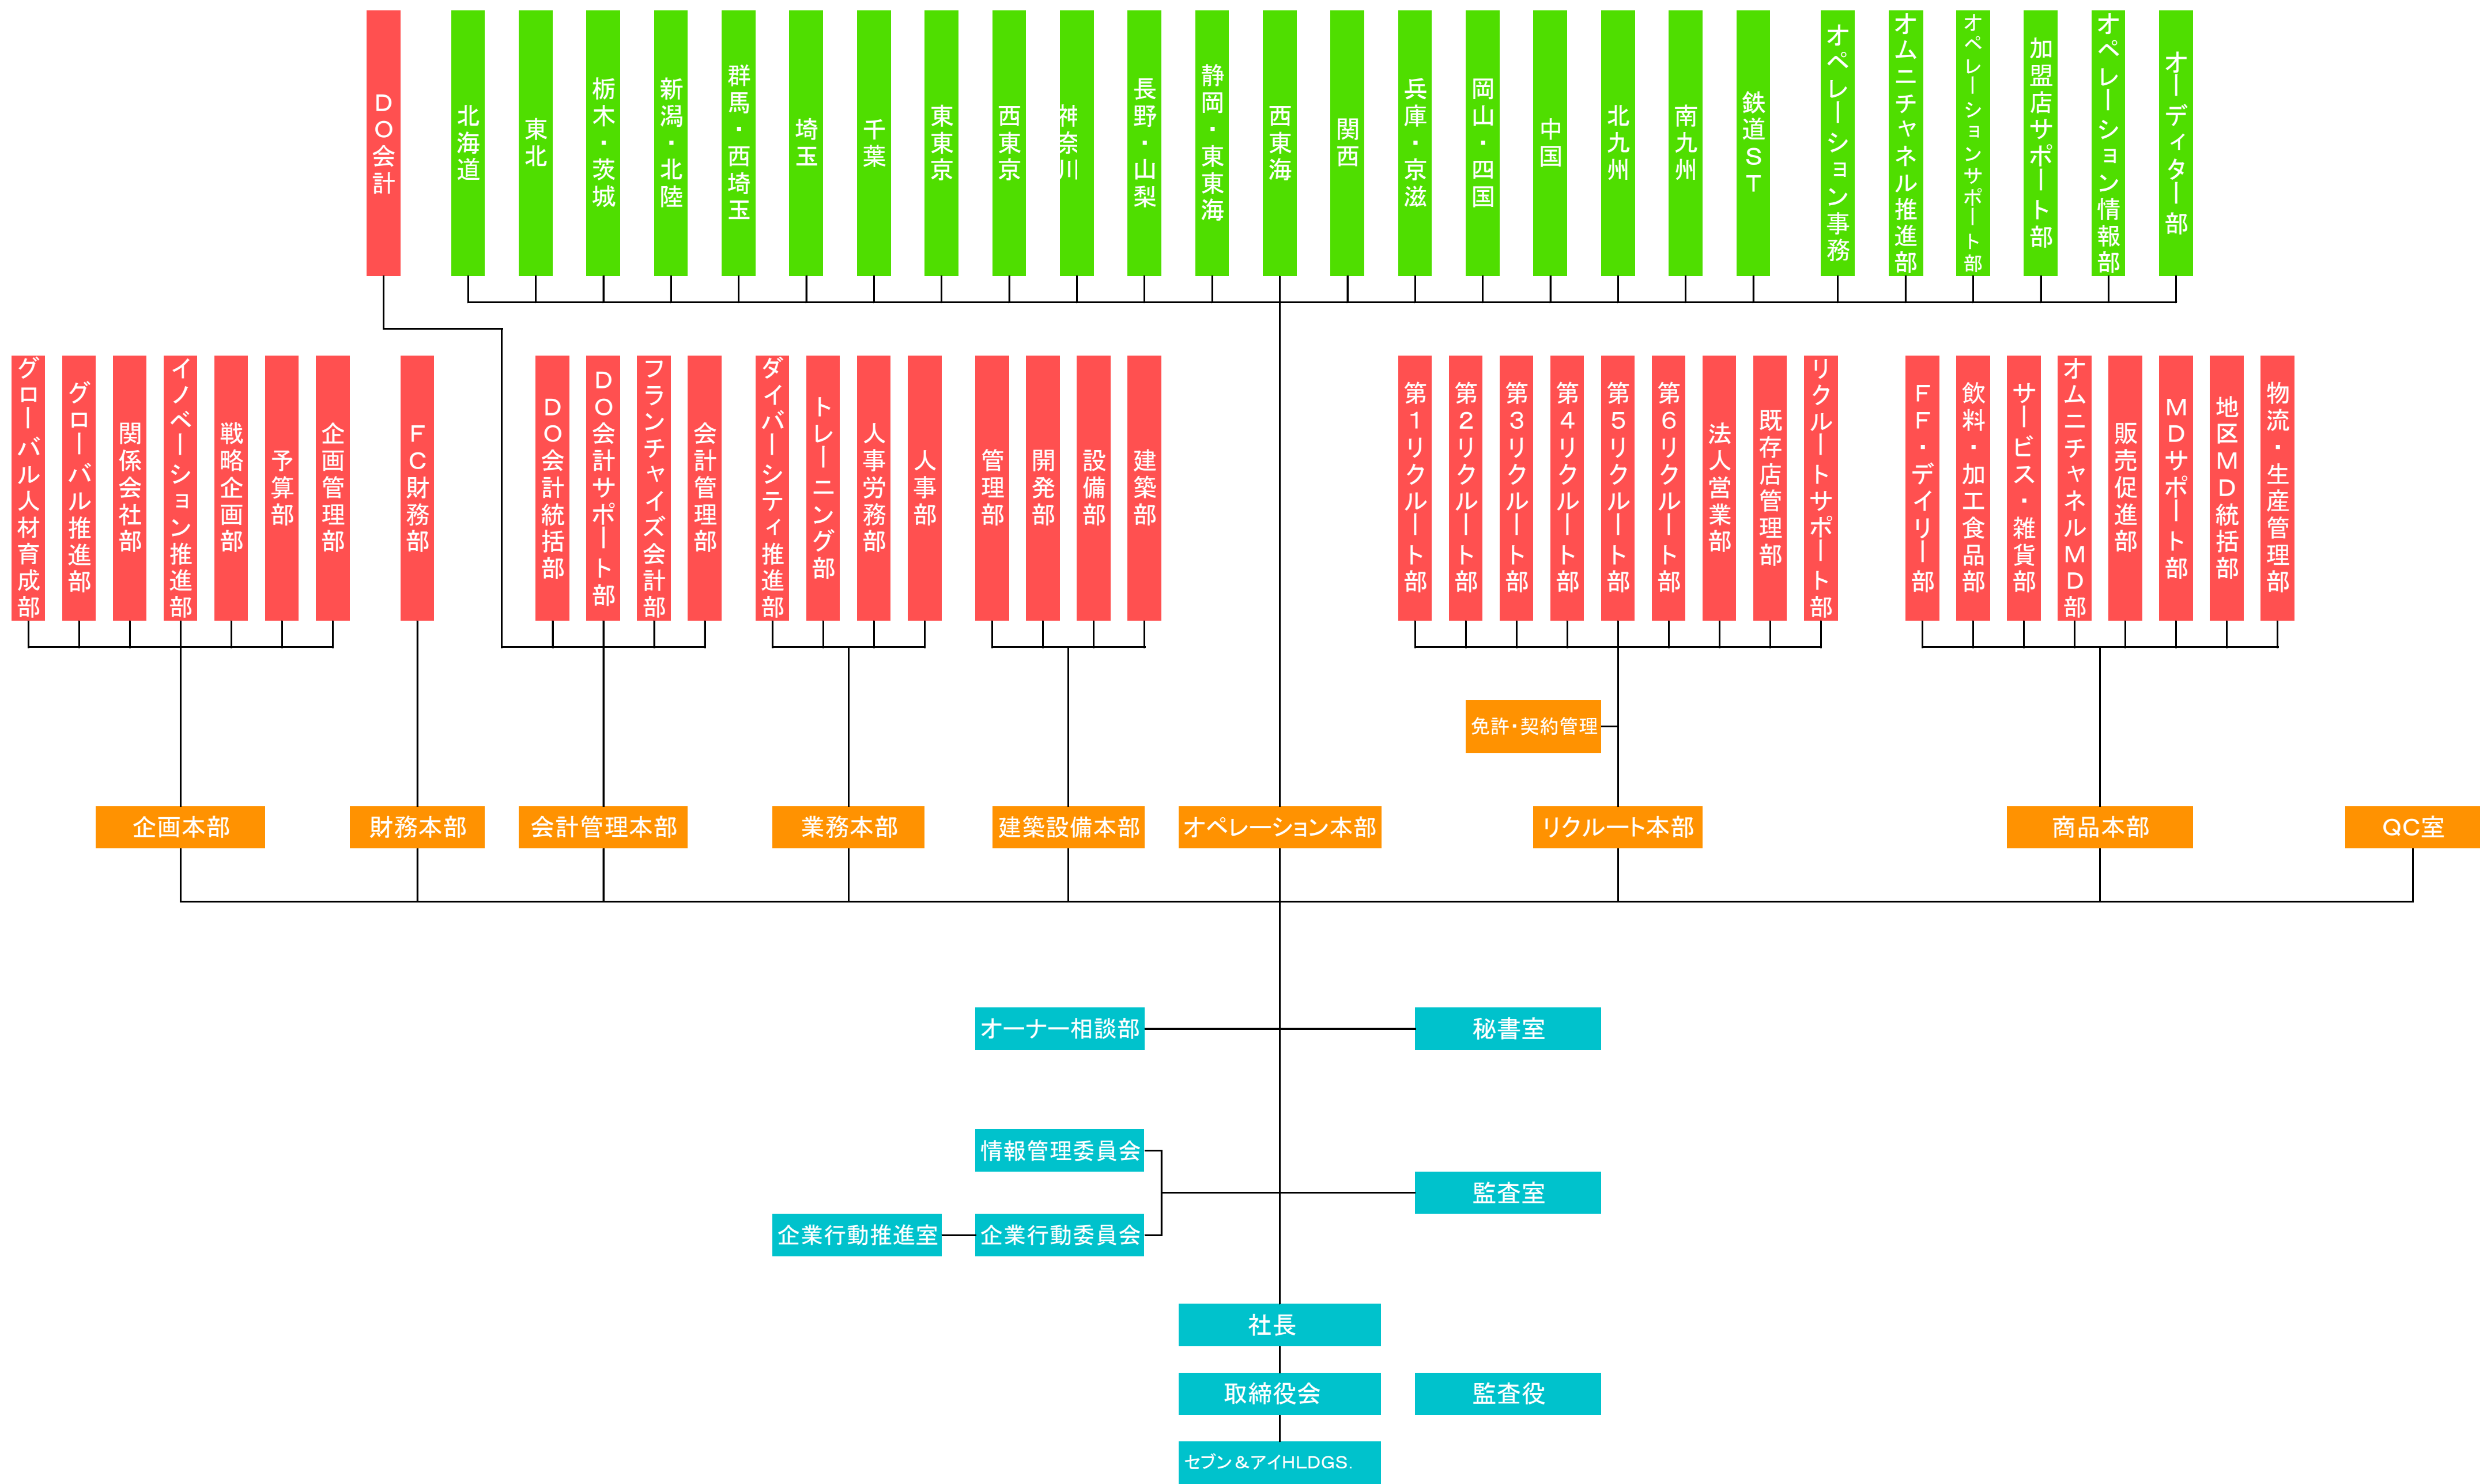 DO会計
北海道
東北
栃木・茨城
新潟・北陸
群馬・西埼玉
埼玉
千葉
東東京
西東京
神奈川
長野・山梨
静岡・東東海
西東海
関西
兵庫・京滋
岡山・四国
中国
北九州
南九州
鉄道ST
オペレーション事務
オムニチャネル推進部
オペレーションサポート部
加盟店サポート部
オペレーション情報部
オーディター部
グローバル人材育成部
グローバル推進部
関係会社部
イノベーション推進部
戦略企画部
予算部
企画管理部
FC財務部
DO会計統括部
DO会計サポート部
フランチャイズ会計部
会計管理部
ダイバーシティ推進部
トレーニング部
人事労務部
人事部
管理部
開発部
設備部
建築部
第1リクルート部
第2リクルート部
第3リクルート部
第4リクルート部
第5リクルート部
第6リクルート部
法人営業部
既存店管理部
リクルートサポート部
FF・デイリー部
飲料・加工食品部
サービス・雑貨部
オムニチャネルMD部
販売促進部
MDサポート部
地区MD統括部
物流・生産管理部
免許・契約管理
企画本部
財務本部
会計管理本部
業務本部
建築設備本部
オペレーション本部
リクルート本部
商品本部
QC室
オーナー相談部
秘書室
情報管理委員会
監査室
企業行動推進室
企業行動委員会
社長
取締役会
監査役
セブン&アイHLDGS.